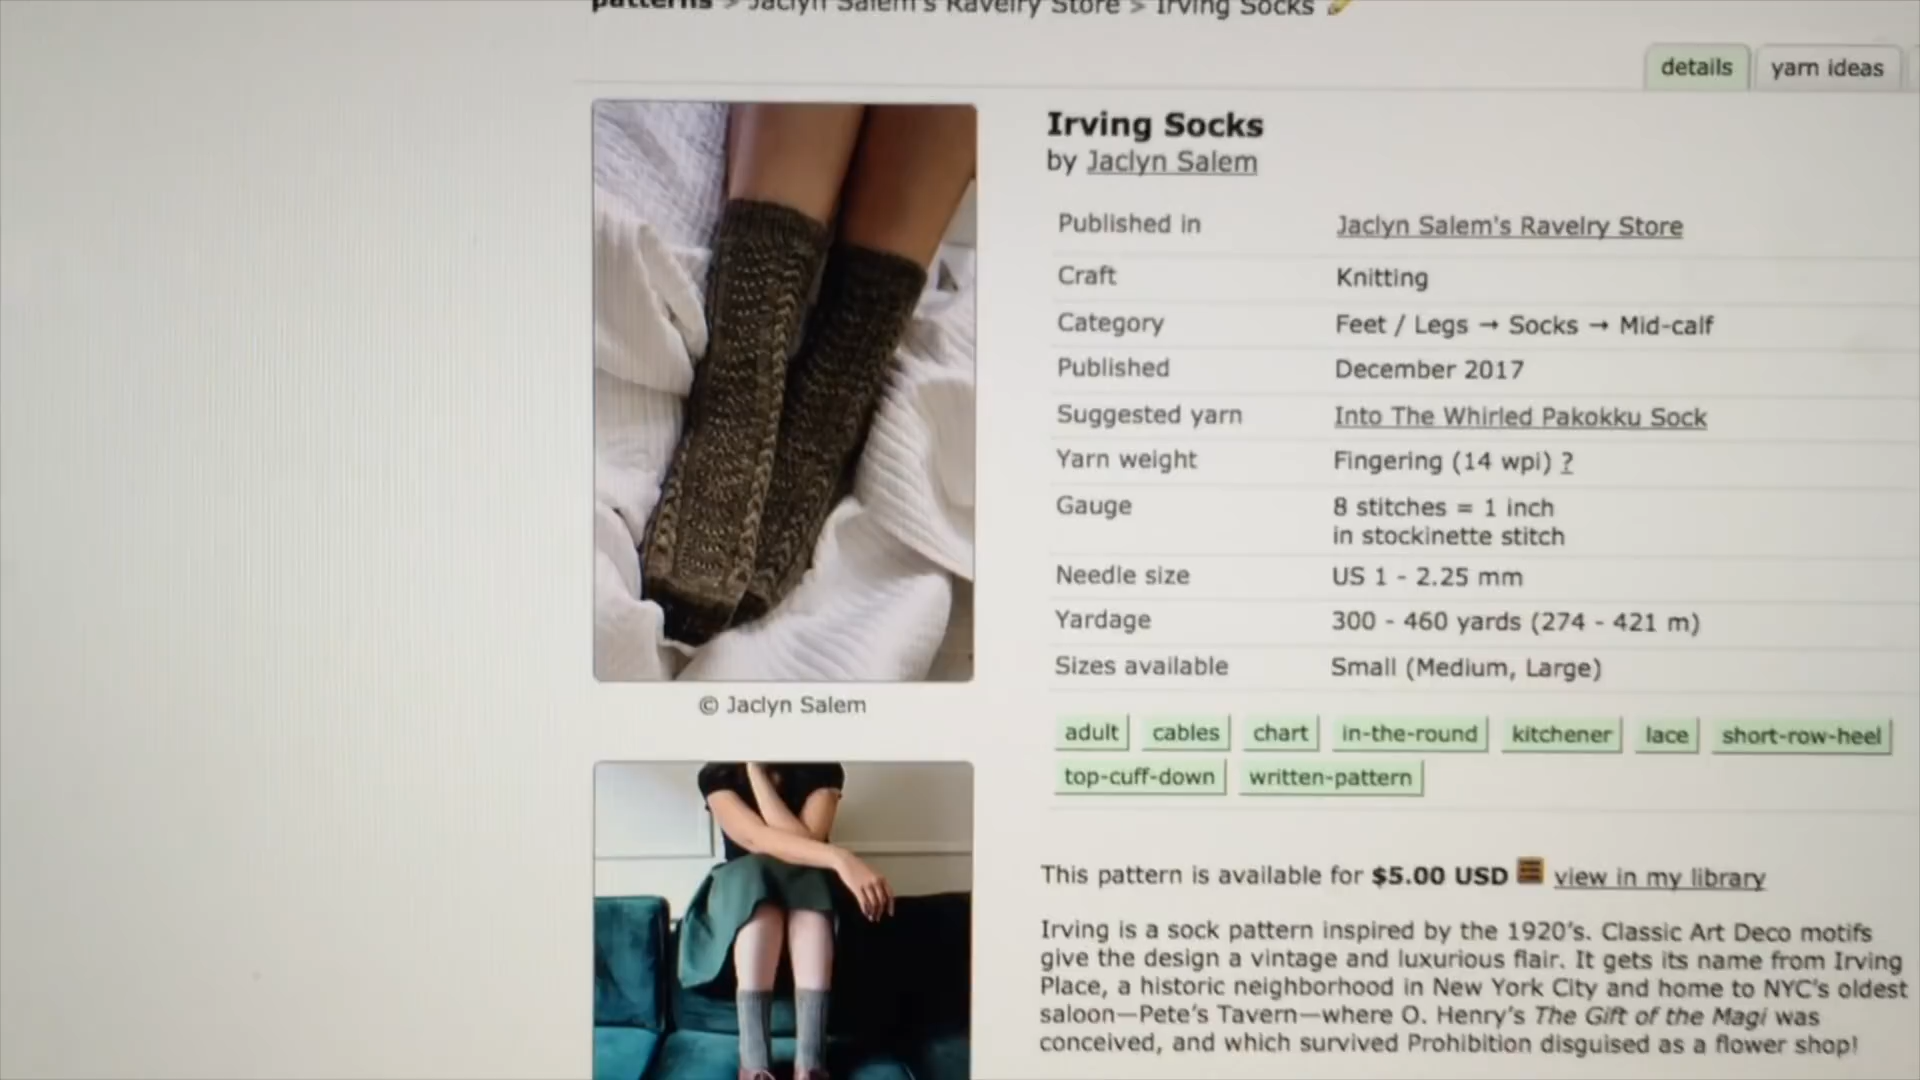 patterns > Jaclyn Salem's Ravelry Store > Irving Socks
details
yarn ideas
Irving Socks
by Jaclyn Salem
Published in Jaclyn Salem's Ravelry Store
Craft Knitting
Category Feet / Legs → Socks → Mid-calf
Published December 2017
Suggested yarn Into The Whirled Pakokku Sock
Yarn weight Fingering (14 wpi) ?
Gauge 8 stitches = 1 inch
in stockinette stitch
Needle size US 1 - 2.25 mm
Yardage 300 - 460 yards (274 - 421 m)
Sizes available Small (Medium, Large)
© Jaclyn Salem
adult cables chart in-the-round kitchener lace short-row-heel
top-cuff-down written-pattern
This pattern is available for $5.00 USD view in my library
Irving is a sock pattern inspired by the 1920's. Classic Art Deco motifs
give the design a vintage and luxurious flair. It gets its name from Irving
Place, a historic neighborhood in New York City and home to NYC's oldest
saloon—Pete's Tavern—where O. Henry's The Gift of the Magi was
conceived, and which survived Prohibition disguised as a flower shop!